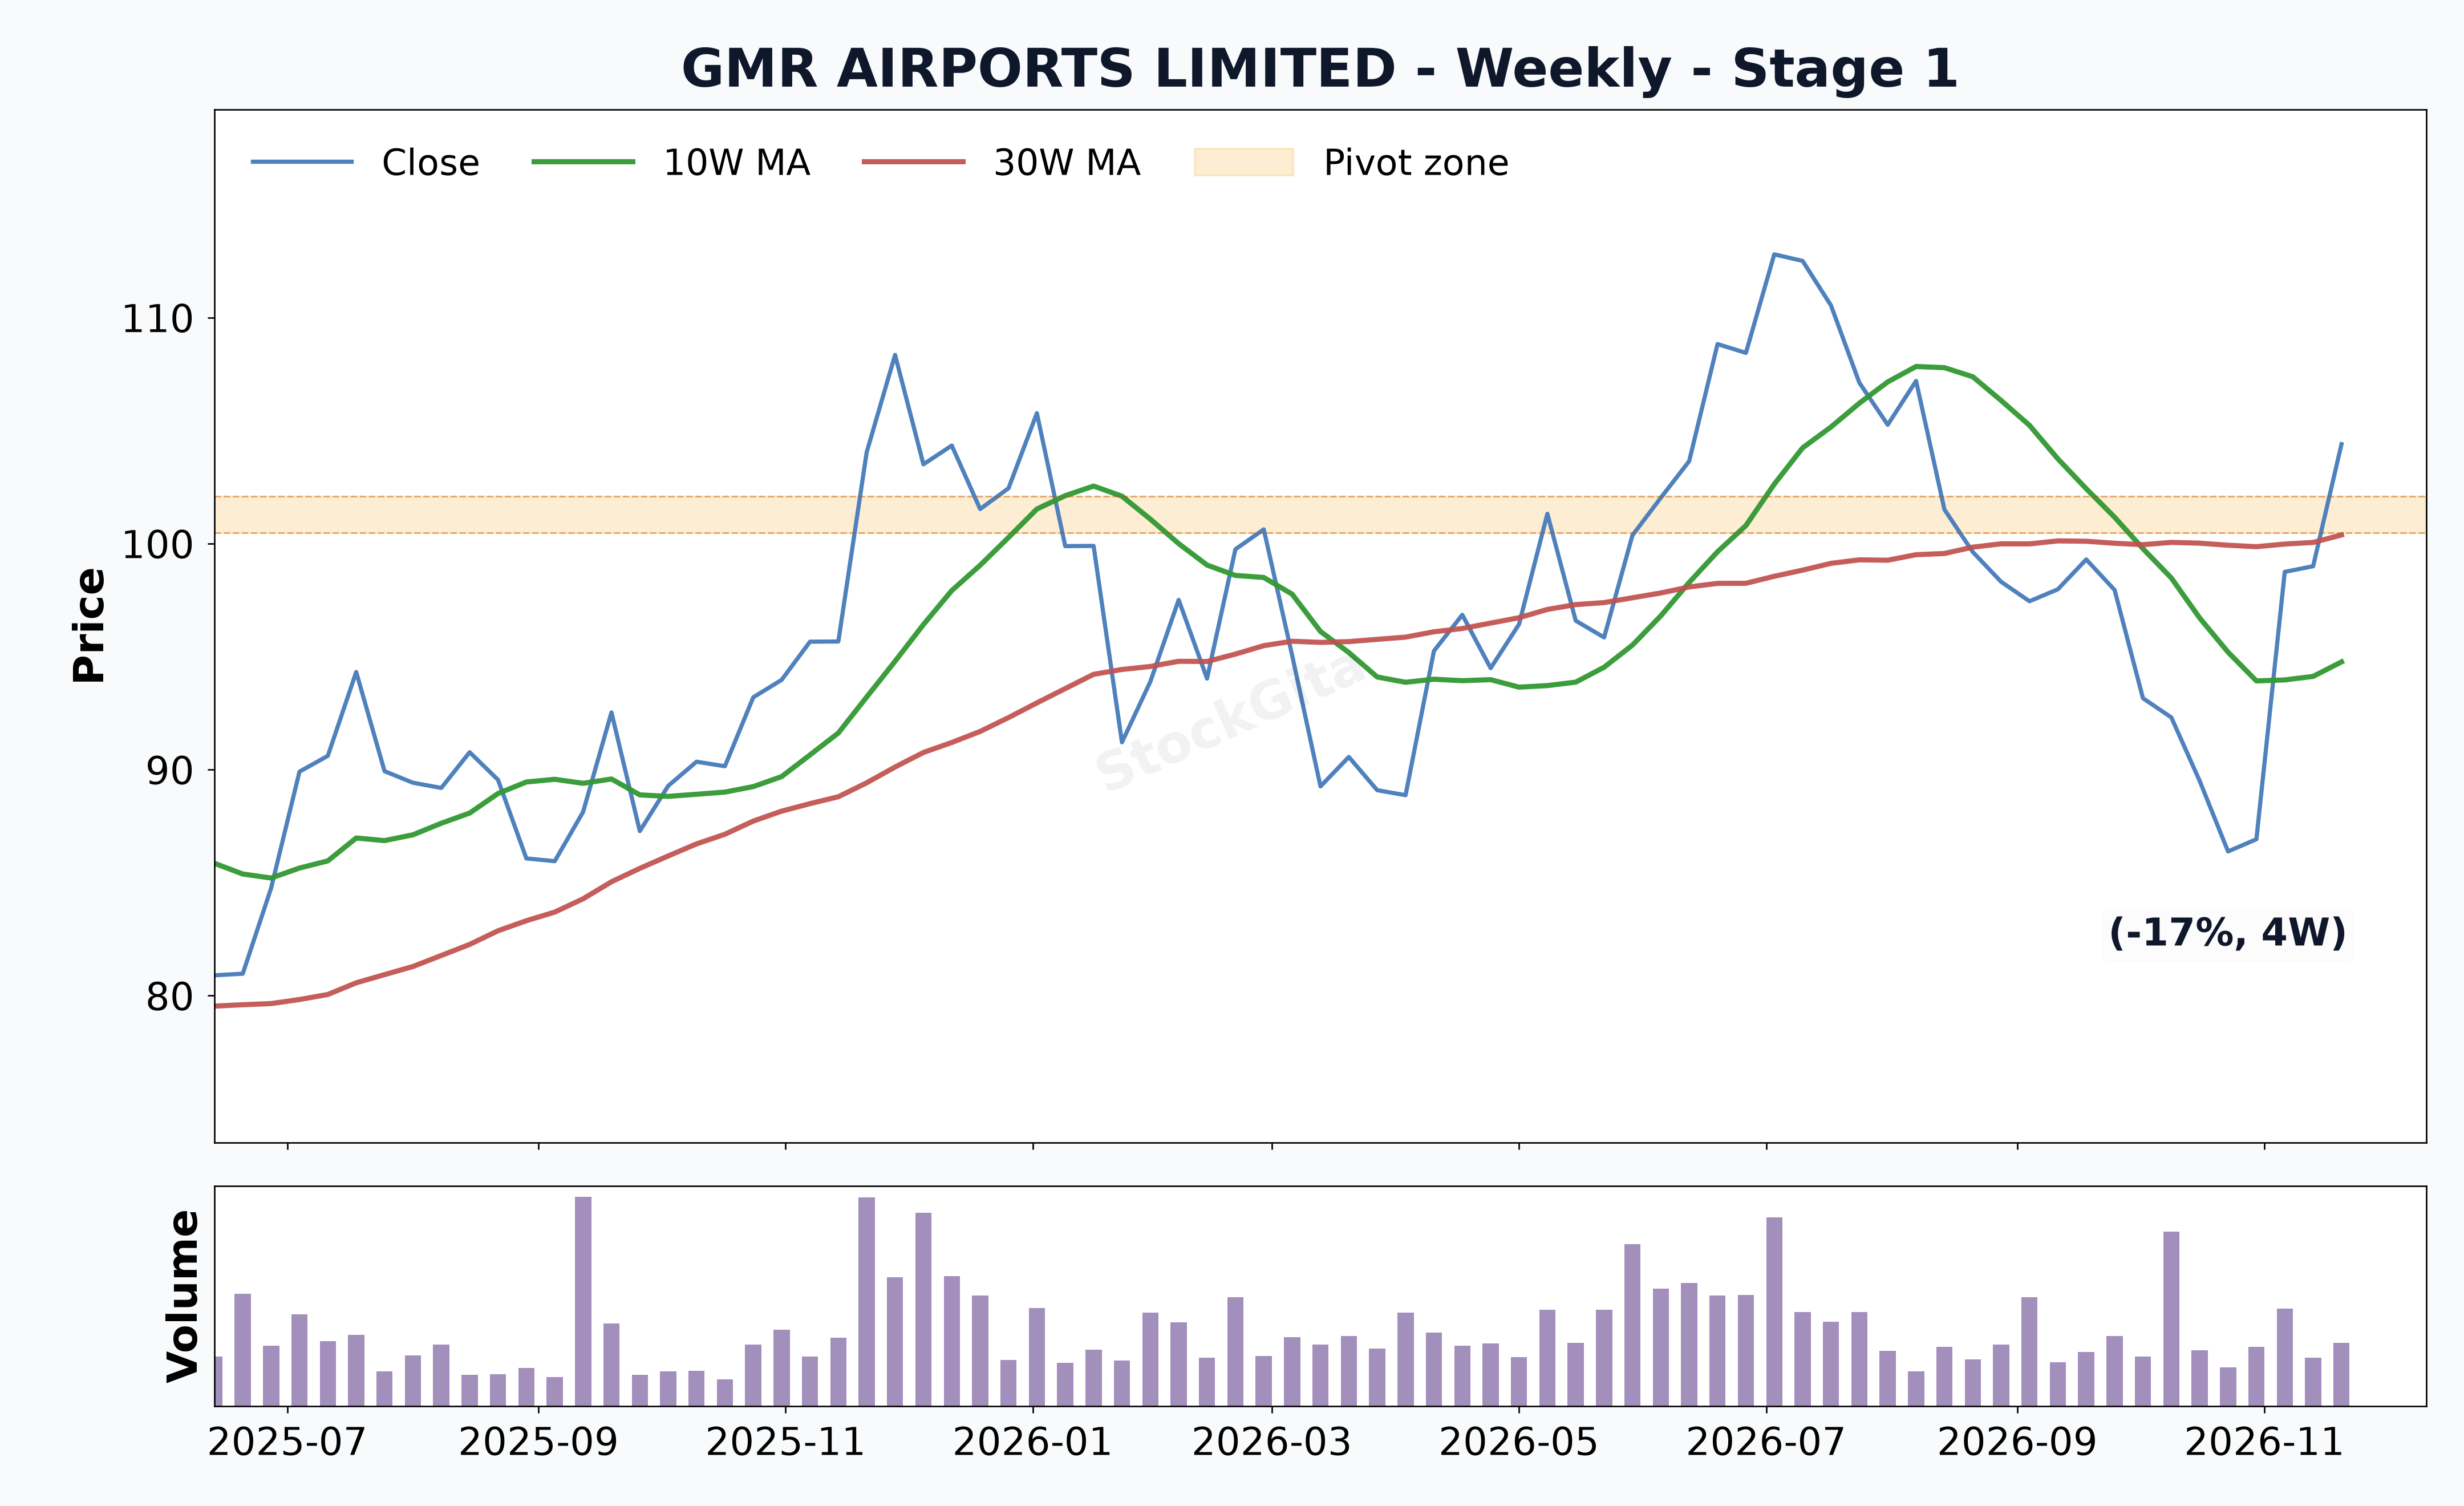 GMR AIRPORTS LIMITED - Weekly - Stage 1
Close 10W MA 30W MA Pivot zone
110
100
90
80
Price
StockGita
(-17%, 4W)
Volume
2025-07 2025-09 2025-11 2026-01 2026-03 2026-05 2026-07 2026-09 2026-11